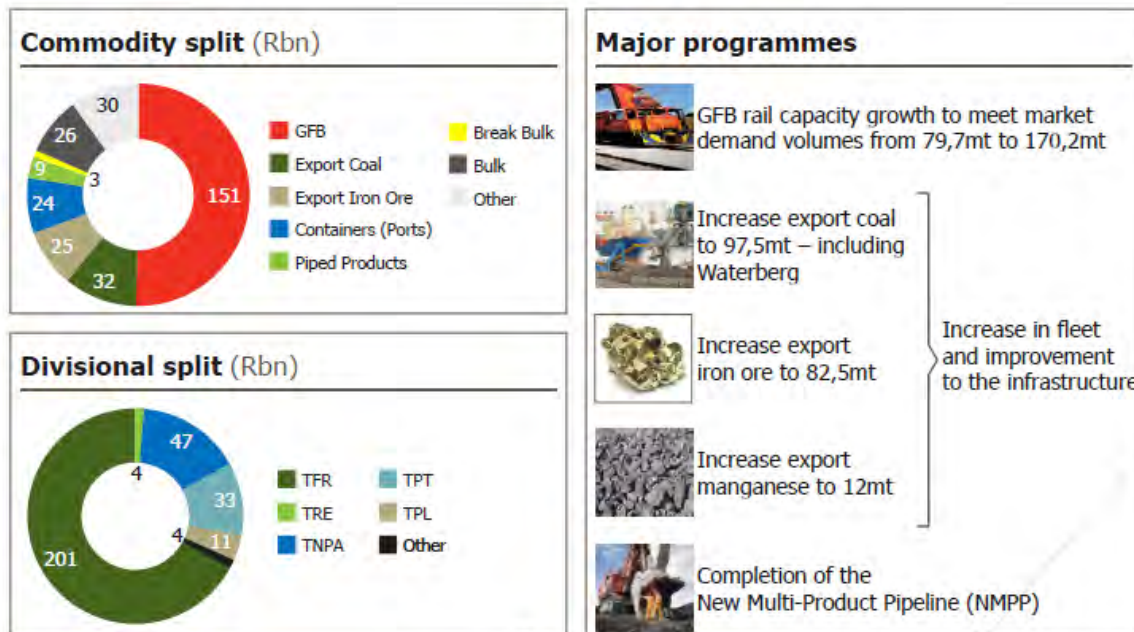 Commodity split (Rbn)
30
26
9
3
24
25
32
151
GFB
Export Coal
Export Iron Ore
Containers (Ports)
Piped Products
Break Bulk
Bulk
Other
Divisional split (Rbn)
4
47
33
11
4
201
TFR
TRE
TNPA
TPT
TPL
Other
Major programmes
GFB rail capacity growth to meet market
demand volumes from 79,7mt to 170,2mt
Increase export coal
to 97,5mt – including
Waterberg
Increase export
iron ore to 82,5mt
Increase export
manganese to 12mt
Increase in fleet
and improvement
to the infrastructure
Completion of the
New Multi-Product Pipeline (NMPP)